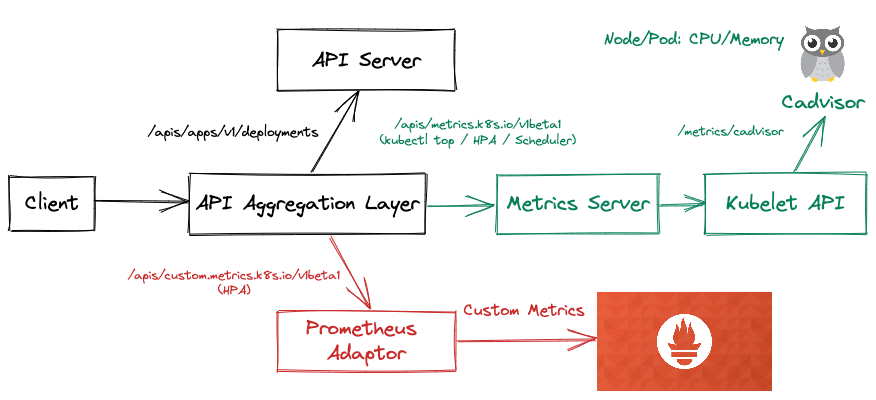 Node/Pod: CPU/Memory
API Server
Cadvisor
/apis/metrics.k8s.io/v1beta1
(kubectl top / HPA / Scheduler)
/apis/apps/v1/deployments
/metrics/cadvisor
Client
API Aggregation Layer
Metrics Server
Kubelet API
/apis/custom.metrics.k8s.io/v1beta1
(HPA)
Custom Metrics
Prometheus
Adaptor